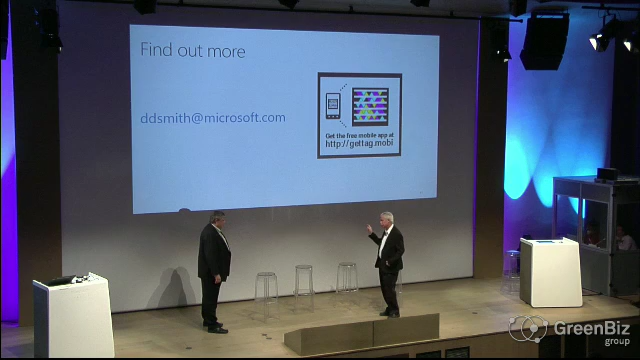 Find out more
ddsmith@microsoft.com
Get the free mobile app at
http://gettag.mobi
GreenBiz
group